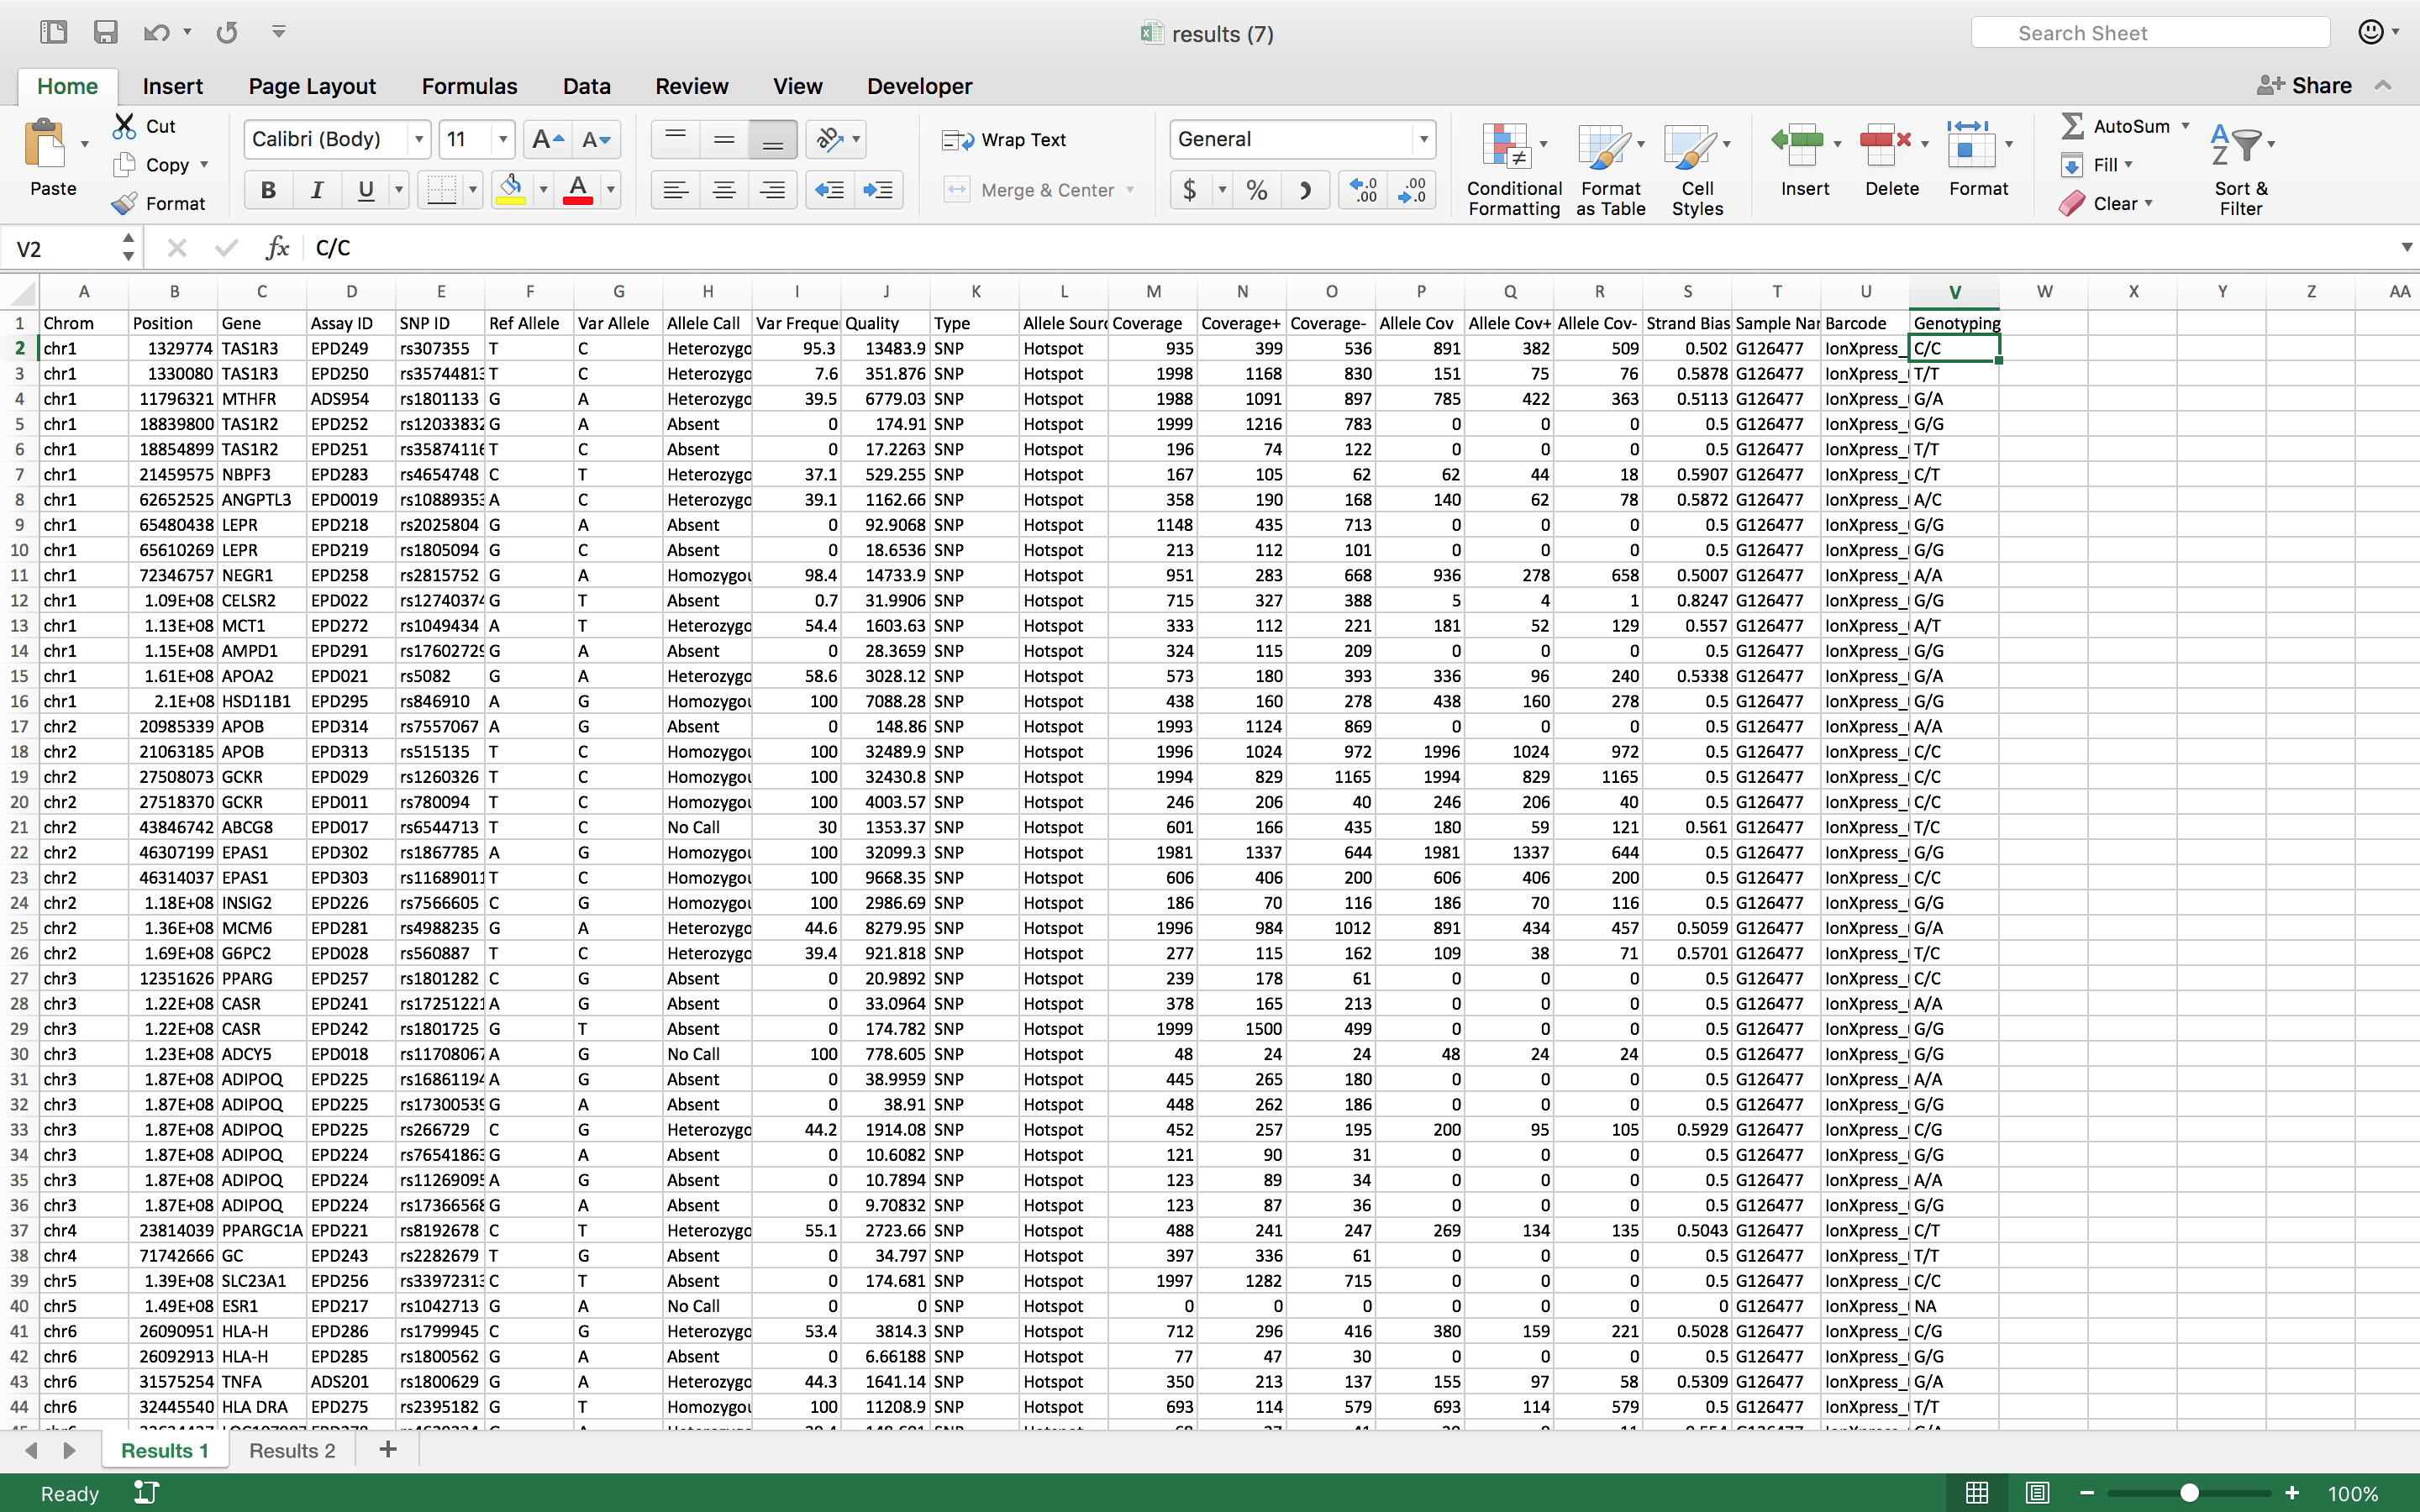 results (7)
Search Sheet
Home Insert Page Layout Formulas Data Review View Developer Share
Paste Cut Copy Format
Calibri (Body) 11 A A
B I U A
Wrap Text
Merge & Center
General
$ % ) .0 .00 .00 .0
Conditional Formatting Format as Table Cell Styles Insert Delete Format
AutoSum Fill Clear Sort & Filter
V2 fx C/C
A B C D E F G H I J K L M N O P Q R S T U V W X Y Z AA
1 Chrom Position Gene Assay ID SNP ID Ref Allele Var Allele Allele Call Var Freque Quality Type Allele Sourc Coverage Coverage+ Coverage- Allele Cov Allele Cov+ Allele Cov- Strand Bias Sample Nar Barcode Genotyping
2 chr1 1329774 TAS1R3 EPD249 rs307355 T C Heterozygo 95.3 13483.9 SNP Hotspot 935 399 536 891 382 509 0.502 G126477 IonXpress_ C/C
3 chr1 1330080 TAS1R3 EPD250 rs35744813 T C Heterozygo 7.6 351.876 SNP Hotspot 1998 1168 830 151 75 76 0.5878 G126477 IonXpress_ T/T
4 chr1 11796321 MTHFR ADS954 rs1801133 G A Heterozygo 39.5 6779.03 SNP Hotspot 1988 1091 897 785 422 363 0.5113 G126477 IonXpress_ G/A
5 chr1 18839800 TAS1R2 EPD252 rs12033832 G A Absent 0 174.91 SNP Hotspot 1999 1216 783 0 0 0 0.5 G126477 IonXpress_ G/G
6 chr1 18854899 TAS1R2 EPD251 rs35874116 T C Absent 0 17.2263 SNP Hotspot 196 74 122 0 0 0 0.5 G126477 IonXpress_ T/T
7 chr1 21459575 NBPF3 EPD283 rs4654748 C T Heterozygo 37.1 529.255 SNP Hotspot 167 105 62 62 44 18 0.5907 G126477 IonXpress_ C/T
8 chr1 62652525 ANGPTL3 EPD0019 rs10889353 A C Heterozygo 39.1 1162.66 SNP Hotspot 358 190 168 140 62 78 0.5872 G126477 IonXpress_ A/C
9 chr1 65480438 LEPR EPD218 rs2025804 G A Absent 0 92.9068 SNP Hotspot 1148 435 713 0 0 0 0.5 G126477 IonXpress_ G/G
10 chr1 65610269 LEPR EPD219 rs1805094 G C Absent 0 18.6536 SNP Hotspot 213 112 101 0 0 0 0.5 G126477 IonXpress_ G/G
11 chr1 72346757 NEGR1 EPD258 rs2815752 G A Homozygou 98.4 14733.9 SNP Hotspot 951 283 668 936 278 658 0.5007 G126477 IonXpress_ A/A
12 chr1 1.09E+08 CELSR2 EPD022 rs12740374 G T Absent 0.7 31.9906 SNP Hotspot 715 327 388 5 4 1 0.8247 G126477 IonXpress_ G/G
13 chr1 1.13E+08 MCT1 EPD272 rs1049434 A T Heterozygo 54.4 1603.63 SNP Hotspot 333 112 221 181 52 129 0.557 G126477 IonXpress_ A/T
14 chr1 1.15E+08 AMPD1 EPD291 rs17602729 G A Absent 0 28.3659 SNP Hotspot 324 115 209 0 0 0 0.5 G126477 IonXpress_ G/G
15 chr1 1.61E+08 APOA2 EPD021 rs5082 G A Heterozygo 58.6 3028.12 SNP Hotspot 573 180 393 336 96 240 0.5338 G126477 IonXpress_ G/A
16 chr1 2.1E+08 HSD11B1 EPD295 rs846910 A G Homozygou 100 7088.28 SNP Hotspot 438 160 278 438 160 278 0.5 G126477 IonXpress_ G/G
17 chr2 20985339 APOB EPD314 rs7557067 A G Absent 0 148.86 SNP Hotspot 1993 1124 869 0 0 0 0.5 G126477 IonXpress_ A/A
18 chr2 21063185 APOB EPD313 rs515135 T C Homozygou 100 32489.9 SNP Hotspot 1996 1024 972 1996 1024 972 0.5 G126477 IonXpress_ C/C
19 chr2 27508073 GCKR EPD029 rs1260326 T C Homozygou 100 32430.8 SNP Hotspot 1994 829 1165 1994 829 1165 0.5 G126477 IonXpress_ C/C
20 chr2 27518370 GCKR EPD011 rs780094 T C Homozygou 100 4003.57 SNP Hotspot 246 206 40 246 206 40 0.5 G126477 IonXpress_ C/C
21 chr2 43846742 ABCG8 EPD017 rs6544713 T C No Call 30 1353.37 SNP Hotspot 601 166 435 180 59 121 0.561 G126477 IonXpress_ T/C
22 chr2 46307199 EPAS1 EPD302 rs1867785 A G Homozygou 100 32099.3 SNP Hotspot 1981 1337 644 1981 1337 644 0.5 G126477 IonXpress_ G/G
23 chr2 46314037 EPAS1 EPD303 rs11689011 T C Homozygou 100 9668.35 SNP Hotspot 606 406 200 606 406 200 0.5 G126477 IonXpress_ C/C
24 chr2 1.18E+08 INSIG2 EPD226 rs7566605 C G Homozygou 100 2986.69 SNP Hotspot 186 70 116 186 70 116 0.5 G126477 IonXpress_ G/G
25 chr2 1.36E+08 MCM6 EPD281 rs4988235 G A Heterozygo 44.6 8279.95 SNP Hotspot 1996 984 1012 891 434 457 0.5059 G126477 IonXpress_ G/A
26 chr2 1.69E+08 G6PC2 EPD028 rs560887 T C Heterozygo 39.4 921.818 SNP Hotspot 277 115 162 109 38 71 0.5701 G126477 IonXpress_ T/C
27 chr3 12351626 PPARG EPD257 rs1801282 C G Absent 0 20.9892 SNP Hotspot 239 178 61 0 0 0 0.5 G126477 IonXpress_ C/C
28 chr3 1.22E+08 CASR EPD241 rs17251221 A G Absent 0 33.0964 SNP Hotspot 378 165 213 0 0 0 0.5 G126477 IonXpress_ A/A
29 chr3 1.22E+08 CASR EPD242 rs1801725 G T Absent 0 174.782 SNP Hotspot 1999 1500 499 0 0 0 0.5 G126477 IonXpress_ G/G
30 chr3 1.23E+08 ADCY5 EPD018 rs11708067 A G No Call 100 778.605 SNP Hotspot 48 24 24 48 24 24 0.5 G126477 IonXpress_ G/G
31 chr3 1.87E+08 ADIPOQ EPD225 rs16861194 A G Absent 0 38.9959 SNP Hotspot 445 265 180 0 0 0 0.5 G126477 IonXpress_ A/A
32 chr3 1.87E+08 ADIPOQ EPD225 rs17300539 G A Absent 0 38.91 SNP Hotspot 448 262 186 0 0 0 0.5 G126477 IonXpress_ G/G
33 chr3 1.87E+08 ADIPOQ EPD225 rs266729 C G Heterozygo 44.2 1914.08 SNP Hotspot 452 257 195 200 95 105 0.5929 G126477 IonXpress_ C/G
34 chr3 1.87E+08 ADIPOQ EPD224 rs76541863 G A Absent 0 10.6082 SNP Hotspot 121 90 31 0 0 0 0.5 G126477 IonXpress_ G/G
35 chr3 1.87E+08 ADIPOQ EPD224 rs11269095 A G Absent 0 10.7894 SNP Hotspot 123 89 34 0 0 0 0.5 G126477 IonXpress_ A/A
36 chr3 1.87E+08 ADIPOQ EPD224 rs17366568 G A Absent 0 9.70832 SNP Hotspot 123 87 36 0 0 0 0.5 G126477 IonXpress_ G/G
37 chr4 23814039 PPARGC1A EPD221 rs8192678 C T Heterozygo 55.1 2723.66 SNP Hotspot 488 241 247 269 134 135 0.5043 G126477 IonXpress_ C/T
38 chr4 71742666 GC EPD243 rs2282679 T G Absent 0 34.797 SNP Hotspot 397 336 61 0 0 0 0.5 G126477 IonXpress_ T/T
39 chr5 1.39E+08 SLC23A1 EPD256 rs33972313 C T Absent 0 174.681 SNP Hotspot 1997 1282 715 0 0 0 0.5 G126477 IonXpress_ C/C
40 chr5 1.49E+08 ESR1 EPD217 rs1042713 G A No Call 0 0 SNP Hotspot 0 0 0 0 0 0 0 G126477 IonXpress_ NA
41 chr6 26090951 HLA-H EPD286 rs1799945 C G Heterozygo 53.4 3814.3 SNP Hotspot 712 296 416 380 159 221 0.5028 G126477 IonXpress_ C/G
42 chr6 26092913 HLA-H EPD285 rs1800562 G A Absent 0 6.66188 SNP Hotspot 77 47 30 0 0 0 0.5 G126477 IonXpress_ G/G
43 chr6 31575254 TNFA ADS201 rs1800629 G A Heterozygo 44.3 1641.14 SNP Hotspot 350 213 137 155 97 58 0.5309 G126477 IonXpress_ G/A
44 chr6 32445540 HLA DRA EPD275 rs2395182 G T Homozygou 100 11208.9 SNP Hotspot 693 114 579 693 114 579 0.5 G126477 IonXpress_ T/T
Results 1 Results 2 +
Ready 100%